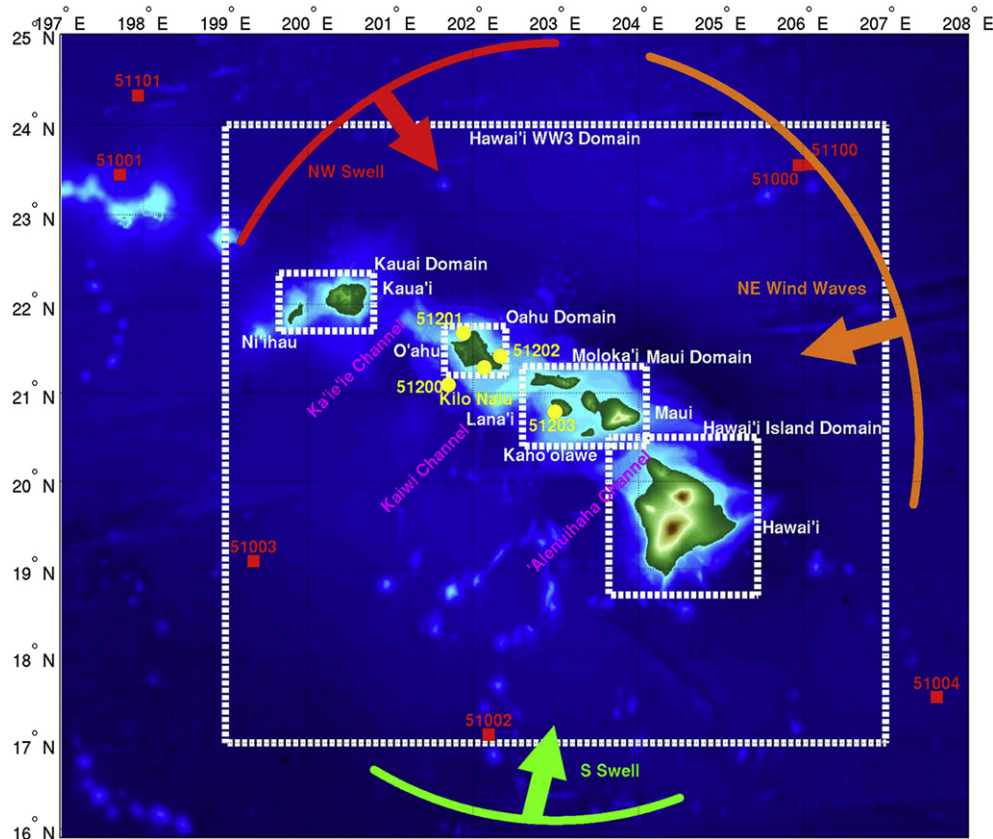 197° E 198° E 199° E 200° E 201° E 202° E 203° E 204° E 205° E 206° E 207° E 208° E
25° N
51101
24° N
Hawai'i WW3 Domain
51001
NW Swell
51100
51000
23° N
Kauai Domain
Kaua'i
NE Wind Waves
22° N
51201
Oahu Domain
Ni'ihau
O'ahu
51202
Moloka'i Maui Domain
Ka'ie'ie Channel
51200
Kilo Nalu
21° N
Lana'i
51203
Maui
Hawai'i Island Domain
Kaho'olawe
Kaiwi Channel
20° N
'Alenuihaha Channel
Hawai'i
51003
19° N
18° N
51004
51002
17° N
S Swell
16° N